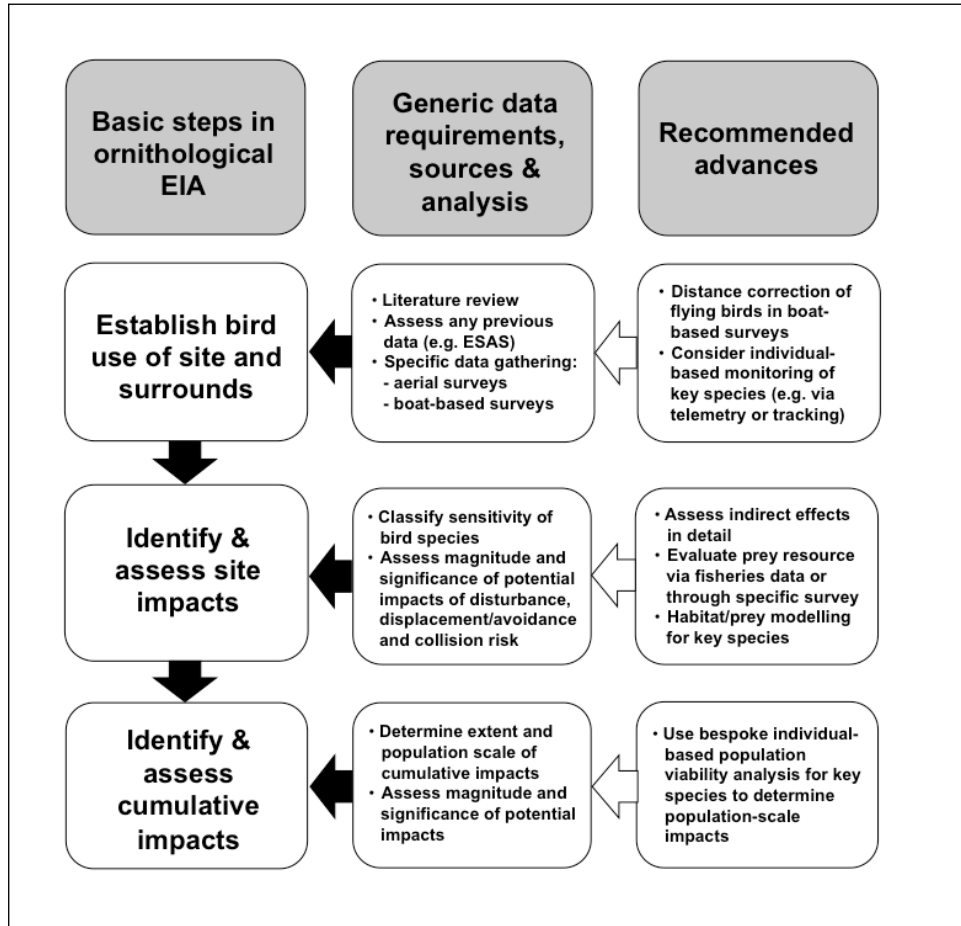 Basic steps in
ornithological
EIA
Generic data
requirements,
sources &
analysis
Recommended
advances
Establish bird
use of site and
surrounds
• Literature review
• Assess any previous
data (e.g. ESAS)
• Specific data gathering:
- aerial surveys
- boat-based surveys
• Distance correction of
flying birds in boat-
based surveys
• Consider individual-
based monitoring of
key species (e.g. via
telemetry or tracking)
Identify &
assess site
impacts
• Classify sensitivity of
bird species
• Assess magnitude and
significance of potential
impacts of disturbance,
displacement/avoidance
and collision risk
• Assess indirect effects
in detail
• Evaluate prey resource
via fisheries data or
through specific survey
• Habitat/prey modelling
for key species
Identify &
assess
cumulative
impacts
• Determine extent and
population scale of
cumulative impacts
• Assess magnitude and
significance of potential
impacts
• Use bespoke individual-
based population
viability analysis for key
species to determine
population-scale
impacts